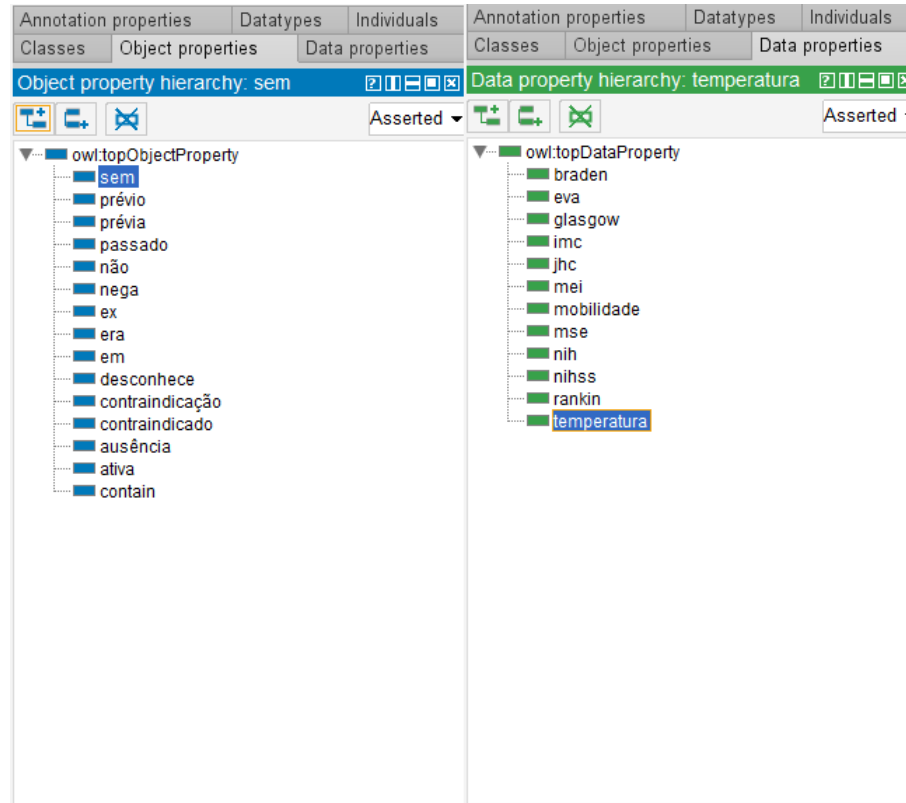 Annotation properties Datatypes Individuals
Classes Object properties Data properties
Object property hierarchy: sem
Asserted
owl:topObjectProperty
sem
prévio
prévia
passado
não
nega
ex
era
em
desconhece
contraindicação
contraindicado
ausência
ativa
contain
Annotation properties Datatypes Individuals
Classes Object properties Data properties
Data property hierarchy: temperatura
Asserted
owl:topDataProperty
braden
eva
glasgow
imc
jhc
mei
mobilidade
mse
nih
nihss
rankin
temperatura